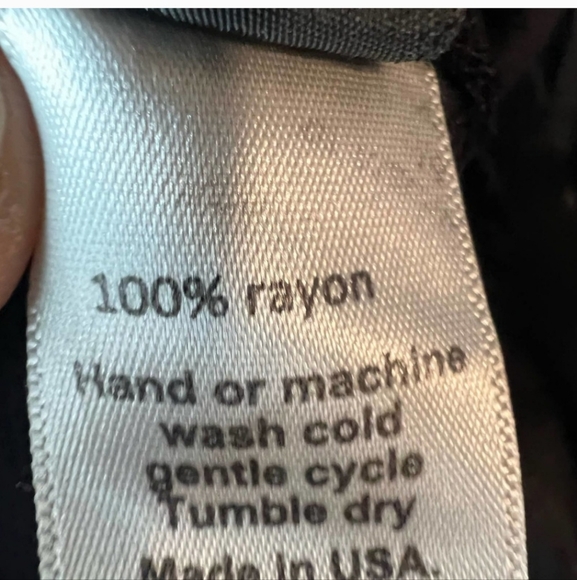 100% rayon
Hand or machine
wash cold
gentle cycle
Tumble dry
Made in USA.